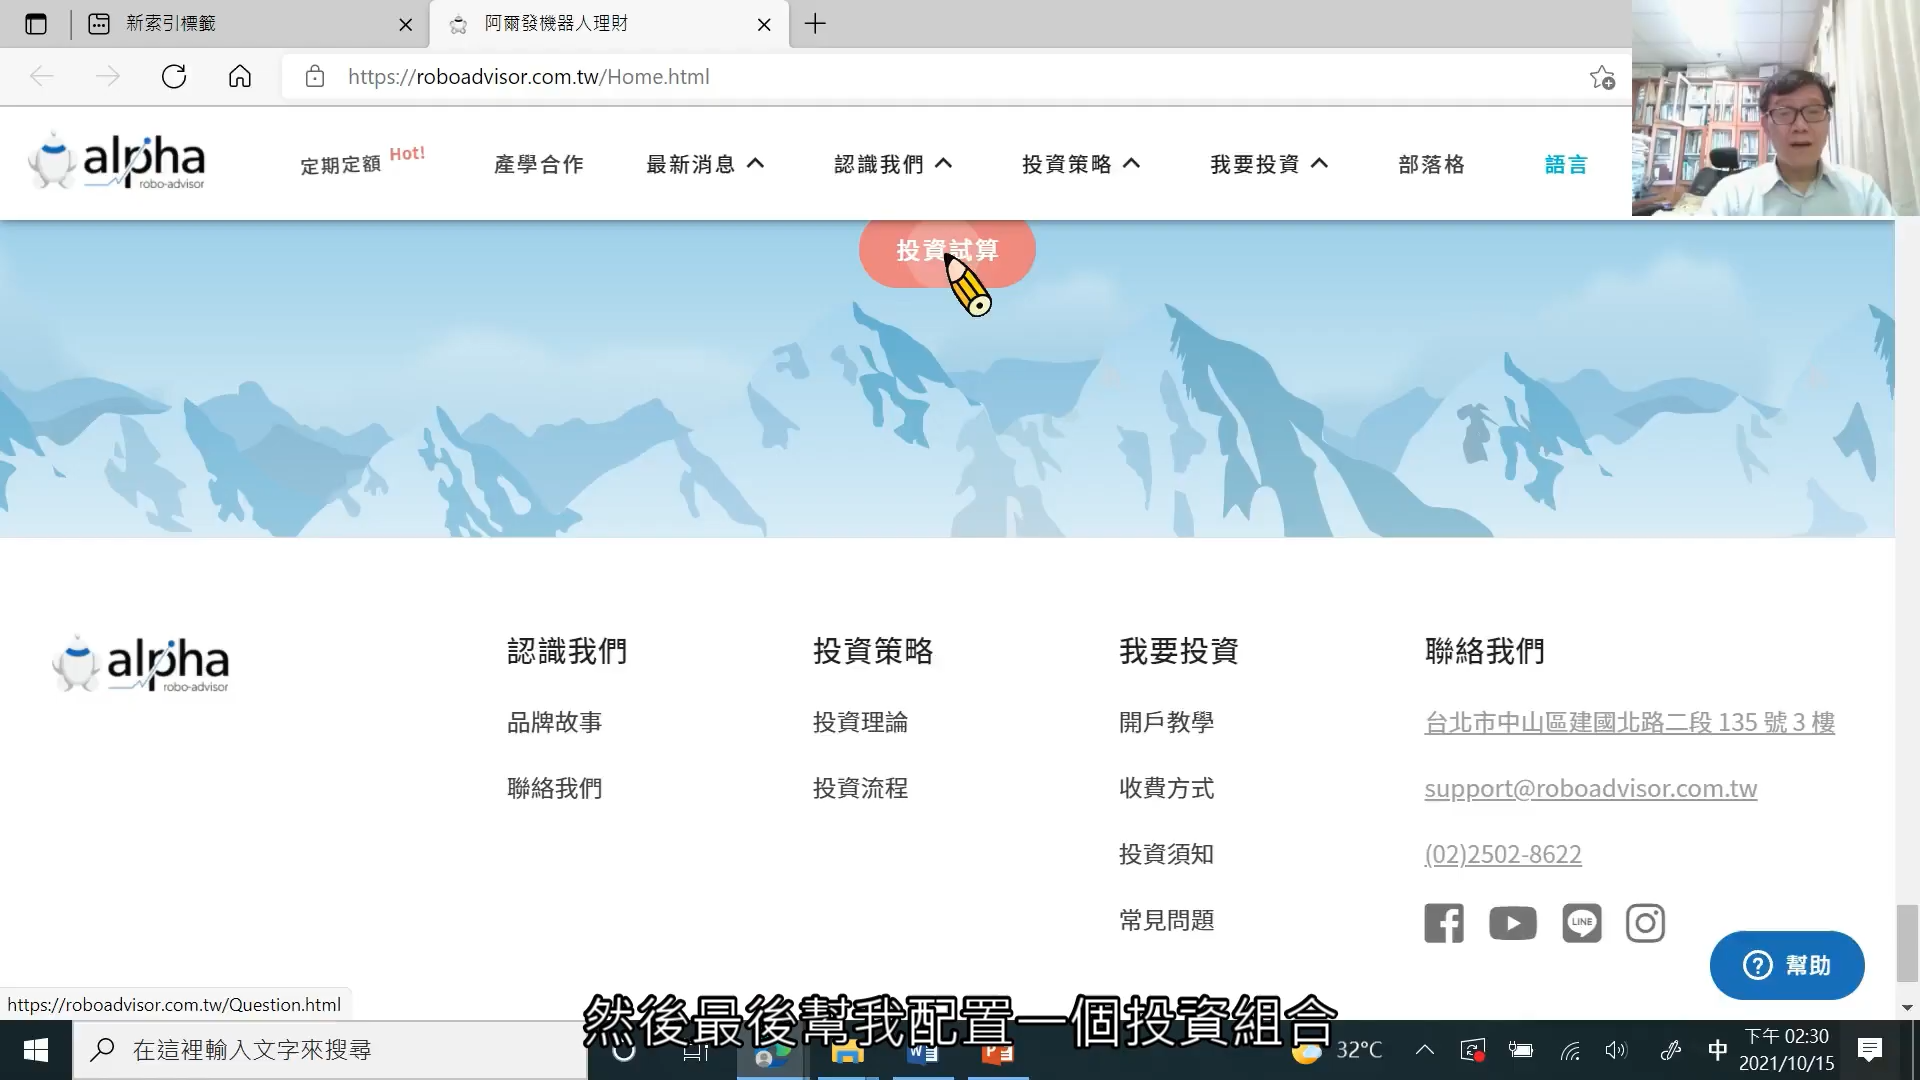 新索引標籤
阿爾發機器人理財
https://roboadvisor.com.tw/Home.html
alpha
robo-advisor
定期定額 Hot!
產學合作
最新消息
認識我們
投資策略
我要投資
部落格
語言
投資試算
alpha
robo-advisor
認識我們
品牌故事
聯絡我們
投資策略
投資理論
投資流程
我要投資
開戶教學
收費方式
投資須知
常見問題
聯絡我們
台北市中山區建國北路二段 135 號 3 樓
support@roboadvisor.com.tw
(02)2502-8622
LINE
幫助
https://roboadvisor.com.tw/Question.html
然後最後幫我配置一個投資組合
在這裡輸入文字來搜尋
32°C
中
下午 02:30
2021/10/15